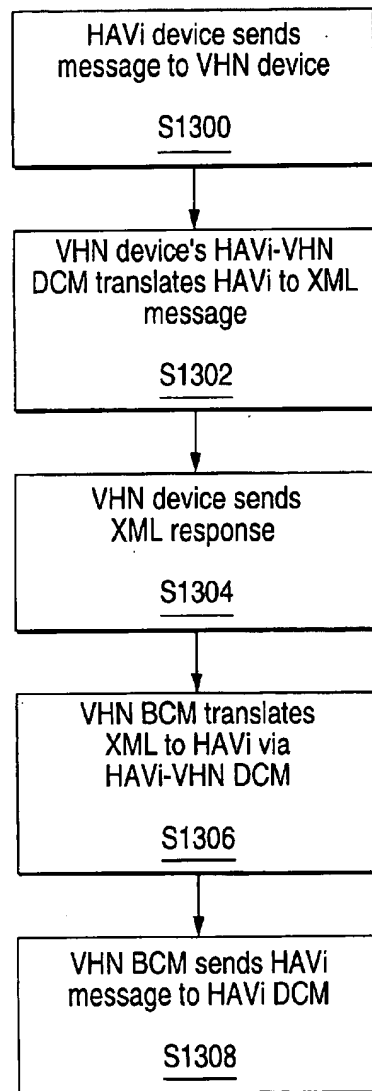 HAVi device sends
message to VHN device
S1300
VHN device's HAVi-VHN
DCM translates HAVi to XML
message
S1302
VHN device sends
XML response
S1304
VHN BCM translates
XML to HAVi via
HAVi-VHN DCM
S1306
VHN BCM sends HAVi
message to HAVi DCM
S1308